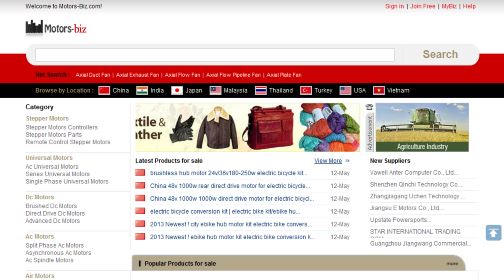 Welcome to Motors-Biz.com!
Sign in | Join Free | MyBiz | Help
Motors-biz
Search
Hot Search: Axial Duct Fan | Axial Exhaust Fan | Axial Flow Fan | Axial Flow Pipeline Fan | Axial Plate Fan
Browse by Location : China India Japan Malaysia Thailand Turkey USA Vietnam
Category
Stepper Motors
Stepper Motors Controllers
Stepper Motors Parts
Remote Control Stepper Motors
Universal Motors
Ac Universal Motors
Series Universal Motors
Single Phase Universal Motors
Dc Motors
Brushed Dc Motors
Direct Drive Dc Motors
Advanced Dc Motors
Ac Motors
Split Phase Ac Motors
Asynchronous Ac Motors
Ac Spindle Motors
Air Motors
tile &
ather
Advertisement
Agriculture Industry
Latest Products for sale
View More »
brushless hub motor 24v/36v180-250w electric bicycle kit... 12-May
China 48v 1000w rear direct drive motor for electric... 12-May
China 48v 1000w hub motor for electric bicycle... 12-May
electric bicycle conversion kit | electric bike kit/ebike hu... 12-May
2013 Newest! city ebike hub motor kit electric bike conversion... 12-May
2013 Newest! ebike hub motor kit electric bike conversion k... 12-May
New Suppliers
Vawell Anter Computer Co., Ltd...
Shenzhen Qinchi Technology Co...
Zhangjiagang Uchen Technology...
Jiangsu E Motors Co., Ltd
Upstate Powersports...
STAR INTERNATIONAL TRADING
Guangzhou Jiangwang Commercial...
Popular Products for sale
more